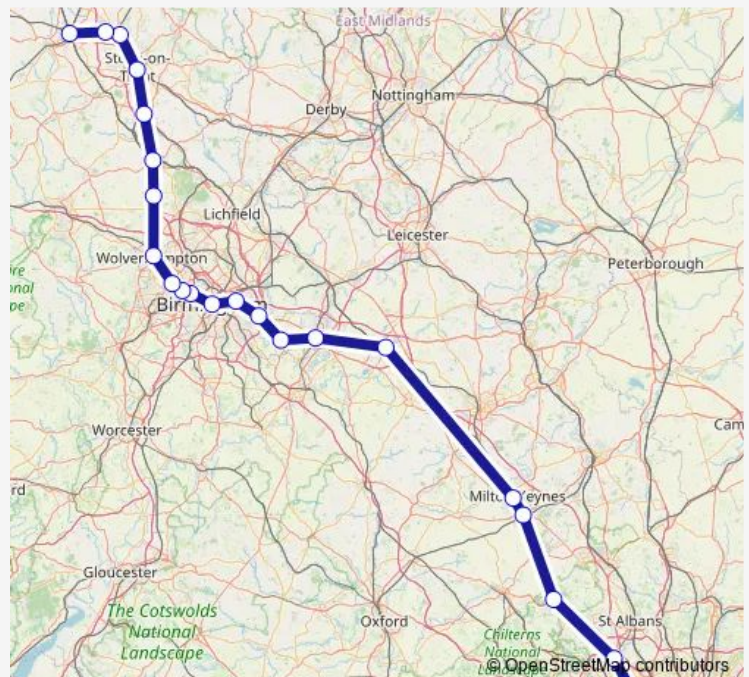 East Midlands
Nottingham
Derby
Lichfield
Leicester
Peterborough
Worcester
Gloucester
The Cotswolds
National
Landscape
Oxford
St Albans
Chilterns
National
© OpenStreetMap contributors